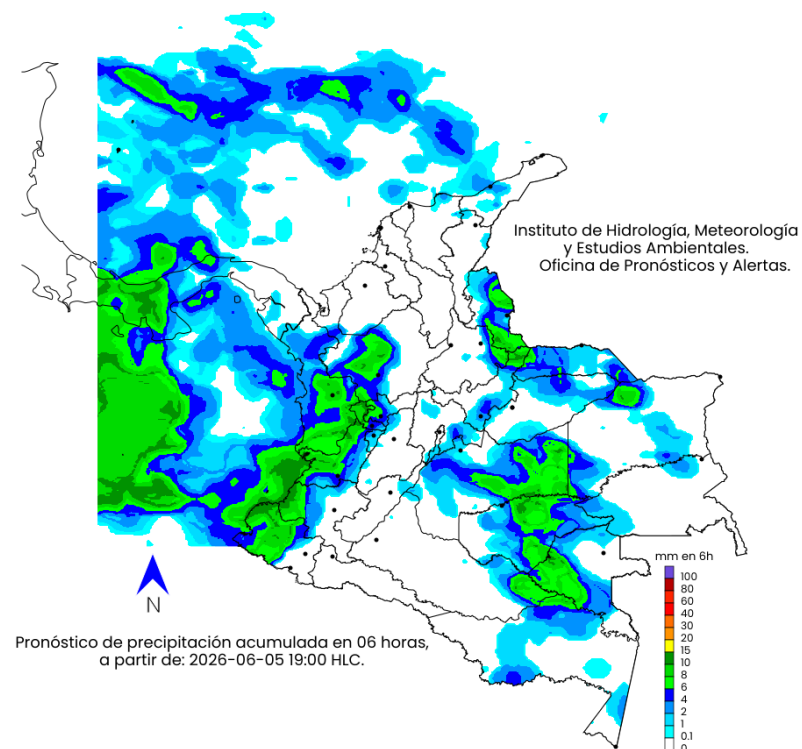 Instituto de Hidrología, Meteorología
y Estudios Ambientales.
Oficina de Pronósticos y Alertas.
mm en 6h
100
80
60
40
30
20
15
10
8
6
4
2
1
0.1
0
N
Pronóstico de precipitación acumulada en 06 horas,
a partir de: 2026-06-05 19:00 HLC.